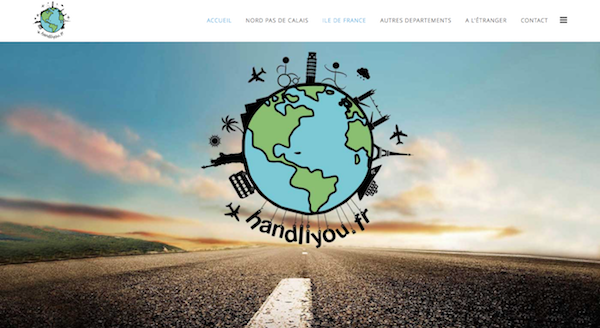 handliyou.fr
ACCUEIL NORD PAS DE CALAIS ILE DE FRANCE AUTRES DEPARTEMENTS A L'ÉTRANGER CONTACT
handliyou.fr